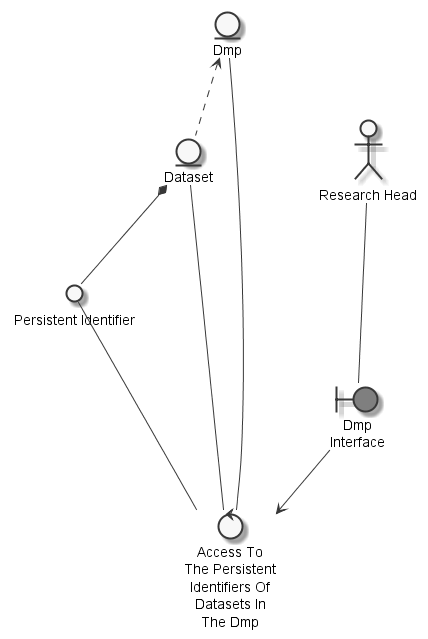 Dmp
Dataset
Research Head
Persistent Identifier
Dmp
Interface
Access To
The Persistent
Identifiers Of
Datasets In
The Dmp